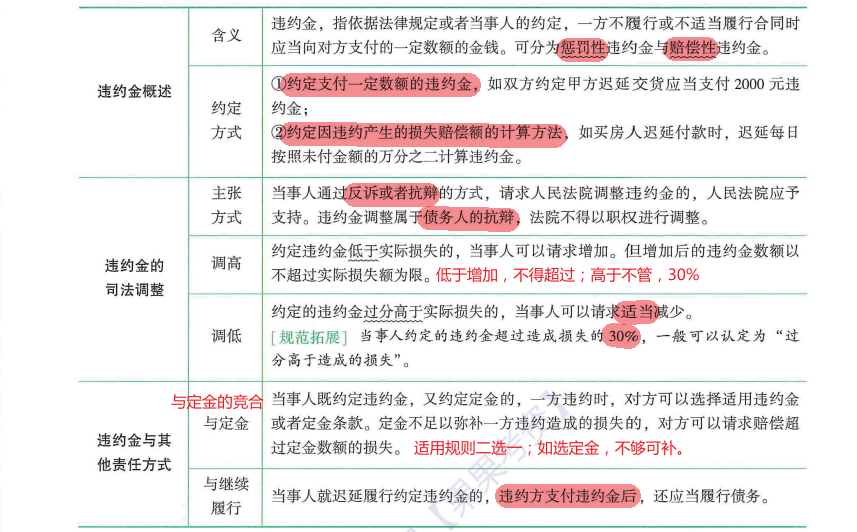 违约金概述
含义
违约金，指依据法律规定或者当事人的约定，一方不履行或不适当履行合同时
应当向对方支付的一定数额的金钱。可分为惩罚性违约金与赔偿性违约金。
约定
方式
①约定支付一定数额的违约金，如双方约定甲方迟延交货应当支付 2000 元违
约金；
②约定因违约产生的损失赔偿额的计算方法，如买房人迟延付款时，迟延每日
按照未付金额的万分之二计算违约金。
违约金的
司法调整
主张
方式
当事人通过反诉或者抗辩的方式，请求人民法院调整违约金的，人民法院应予
支持。违约金调整属于债务人的抗辩，法院不得以职权进行调整。
调高
约定违约金低于实际损失的，当事人可以请求增加。但增加后的违约金数额以
不超过实际损失额为限。低于增加，不得超过；高于不管，30%
调低
约定的违约金过分高于实际损失的，当事人可以请求适当减少。
[规范拓展] 当事人约定的违约金超过造成损失的 30%，一般可以认定为“过
分高于造成的损失”。
违约金与其
他责任方式
与定金的竞合
与定金
当事人既约定违约金，又约定定金的，一方违约时，对方可以选择适用违约金
或者定金条款。定金不足以弥补一方违约造成的损失的，对方可以请求赔偿超
过定金数额的损失。 适用规则二选一；如选定金，不够可补。
与继续
履行
当事人就迟延履行约定违约金的，违约方支付违约金后，还应当履行债务。
【果果考督】